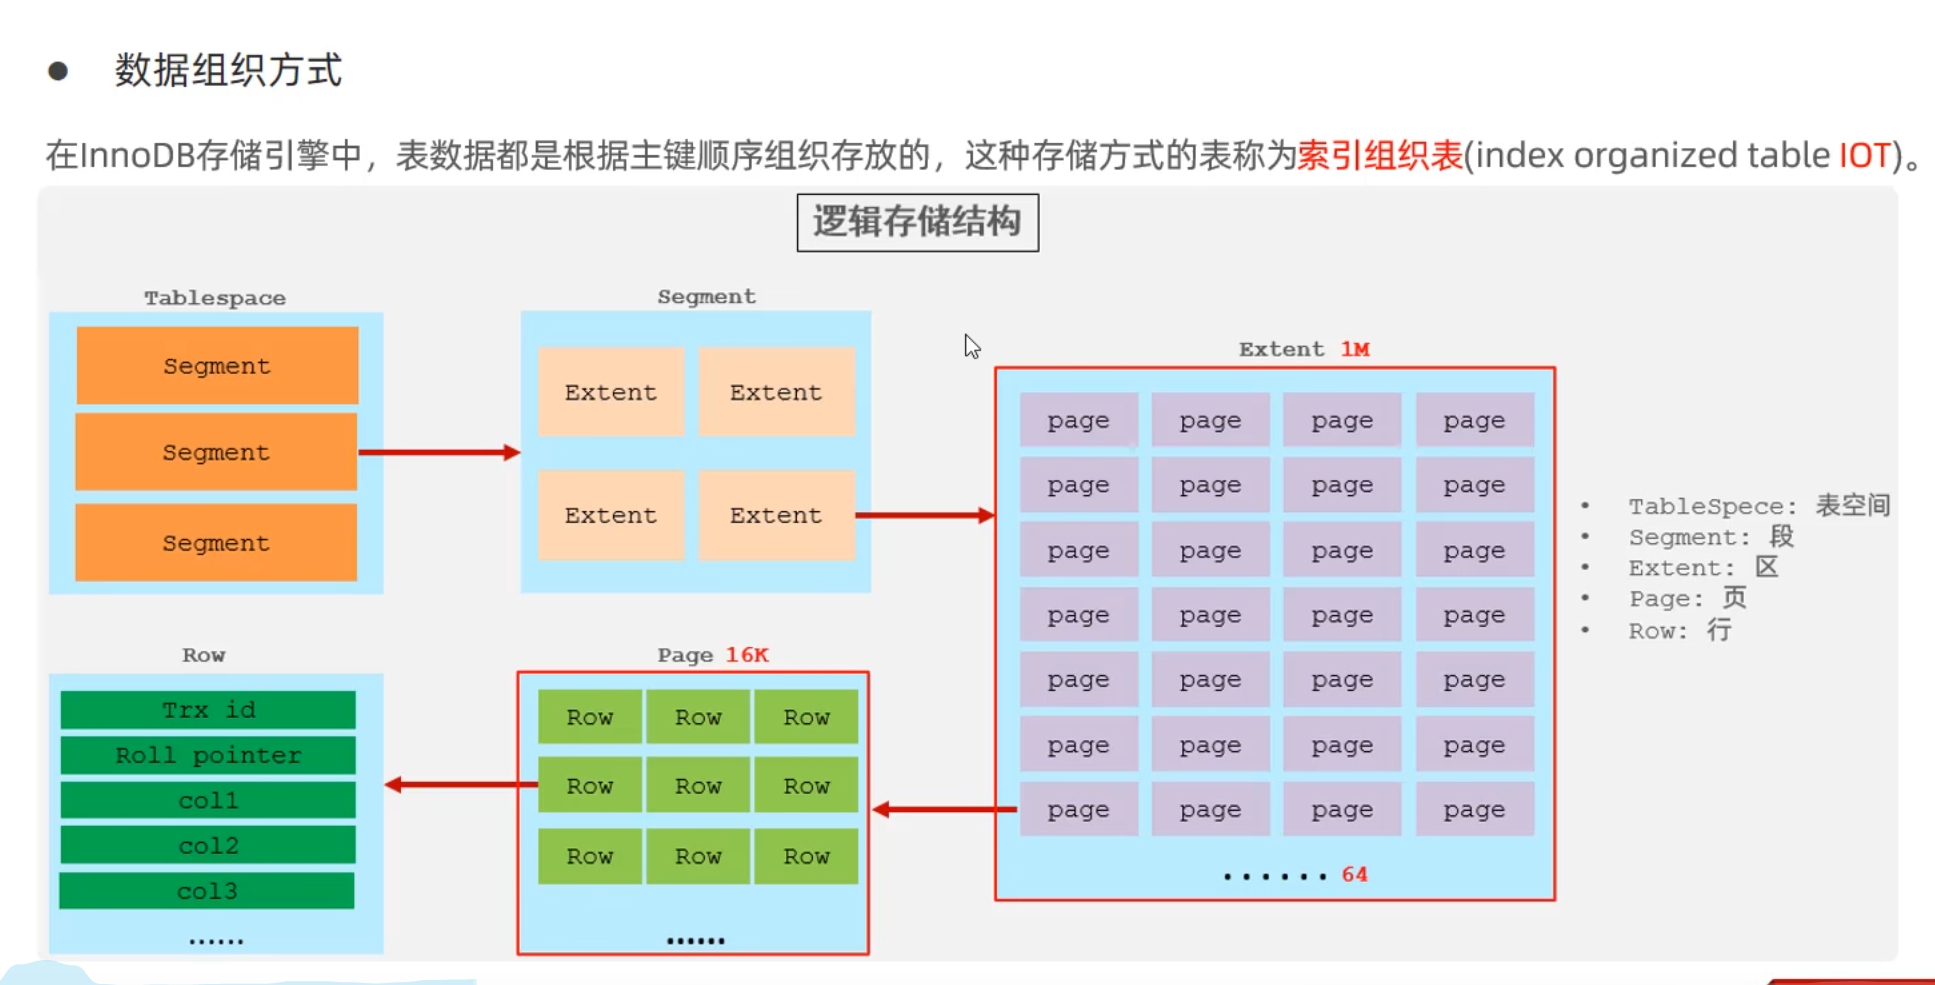 ● 数据组织方式
在InnoDB存储引擎中，表数据都是根据主键顺序组织存放的，这种存储方式的表称为索引组织表(index organized table IOT)。
逻辑存储结构
Tablespace
Segment
Segment
Segment
Segment
Extent Extent
Extent Extent
Extent 1M
page page page page
page page page page
page page page page
page page page page
page page page page
page page page page
page page page page
...... 64
• TableSpece: 表空间
• Segment: 段
• Extent: 区
• Page: 页
• Row: 行
Row
Trx id
Roll pointer
col1
col2
col3
......
Page 16K
Row Row Row
Row Row Row
Row Row Row
......